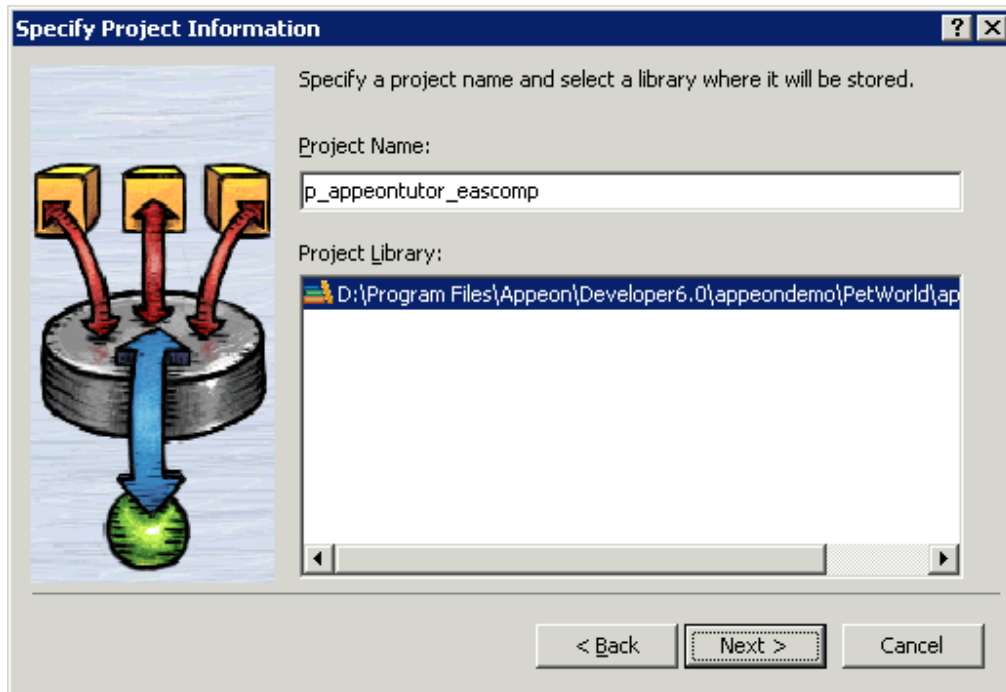 Specify Project Information
Specify a project name and select a library where it will be stored.
Project Name:
p_appeontutor_eascomp
Project Library:
D:\Program Files\Appeon\Developer6.0\appeondemo\PetWorld\ap
< Back
Next >
Cancel